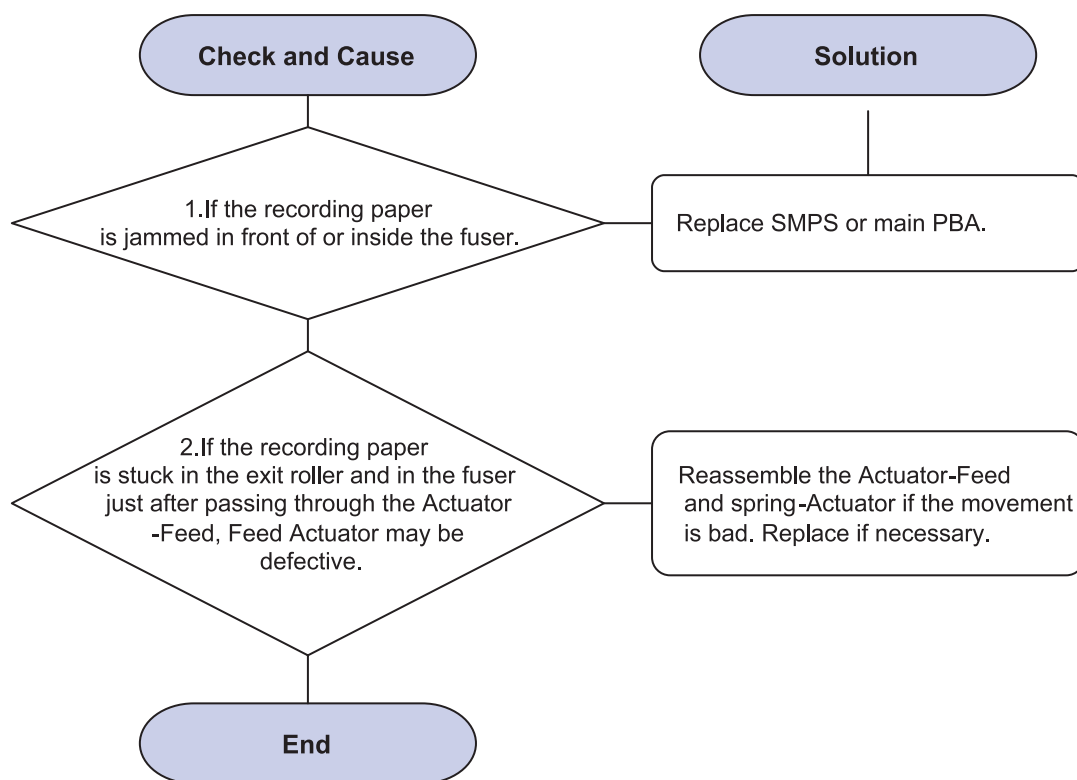 Check and Cause
Solution
1.If the recording paper
is jammed in front of or inside the fuser.
Replace SMPS or main PBA.
2.If the recording paper
is stuck in the exit roller and in the fuser
just after passing through the Actuator
-Feed, Feed Actuator may be
defective.
Reassemble the Actuator-Feed
and spring-Actuator if the movement
is bad. Replace if necessary.
End